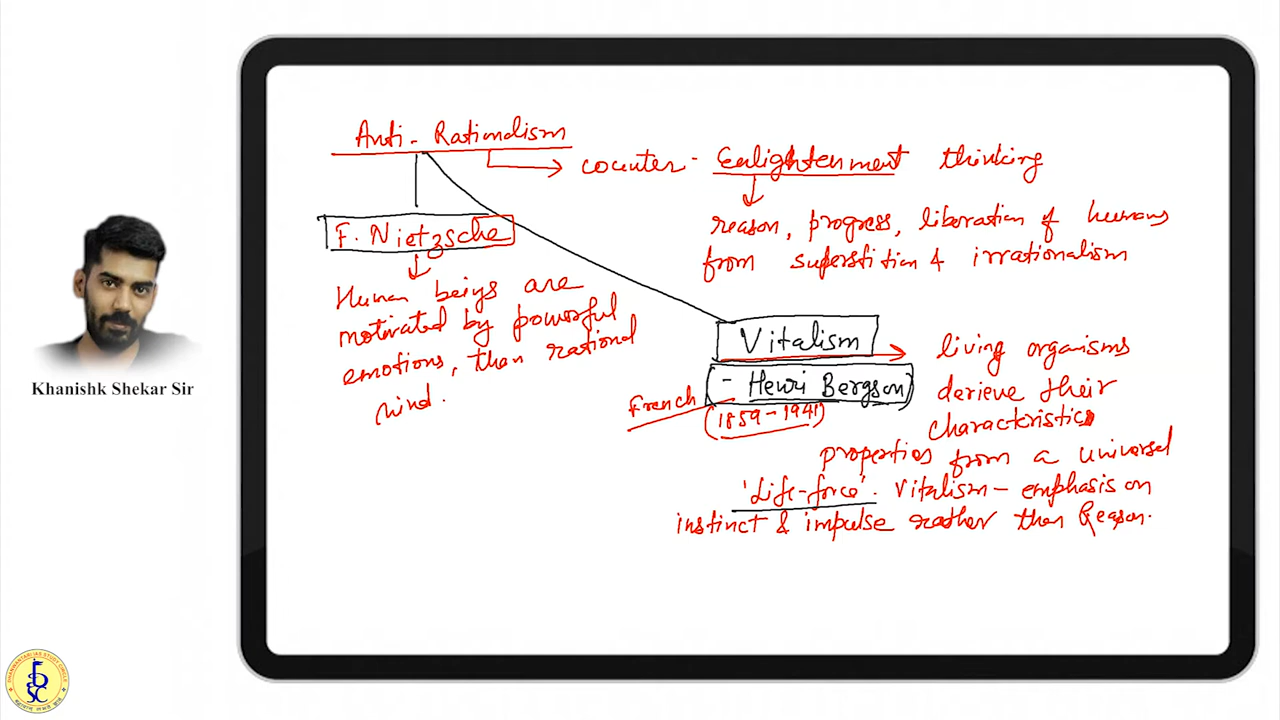 Anti-Rationalism
counter-Enlightenment thinking
reason, progress, liberation of humans
from superstition & irrationalism
F. Nietzsche
Human beings are
motivated by powerful
emotions, than rational
mind.
Vitalism
- Henri Bergson
French
(1859-1941)
living organisms
derieve their
characteristics
properties from a universal
'Life-force'. Vitalism - emphasis on
instinct & impulse rather than Reason.
Khanishk Shekar Sir